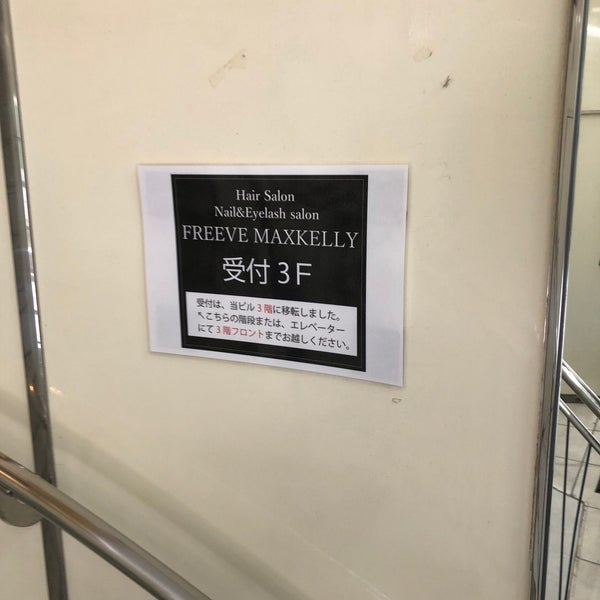 Hair Salon
Nail&Eyelash salon
FREEVE MAXKELLY
受付 3F
受付は、当ビル3階に移転しました。
↖こちらの階段または、エレベーター
にて3階フロントまでお越しください。